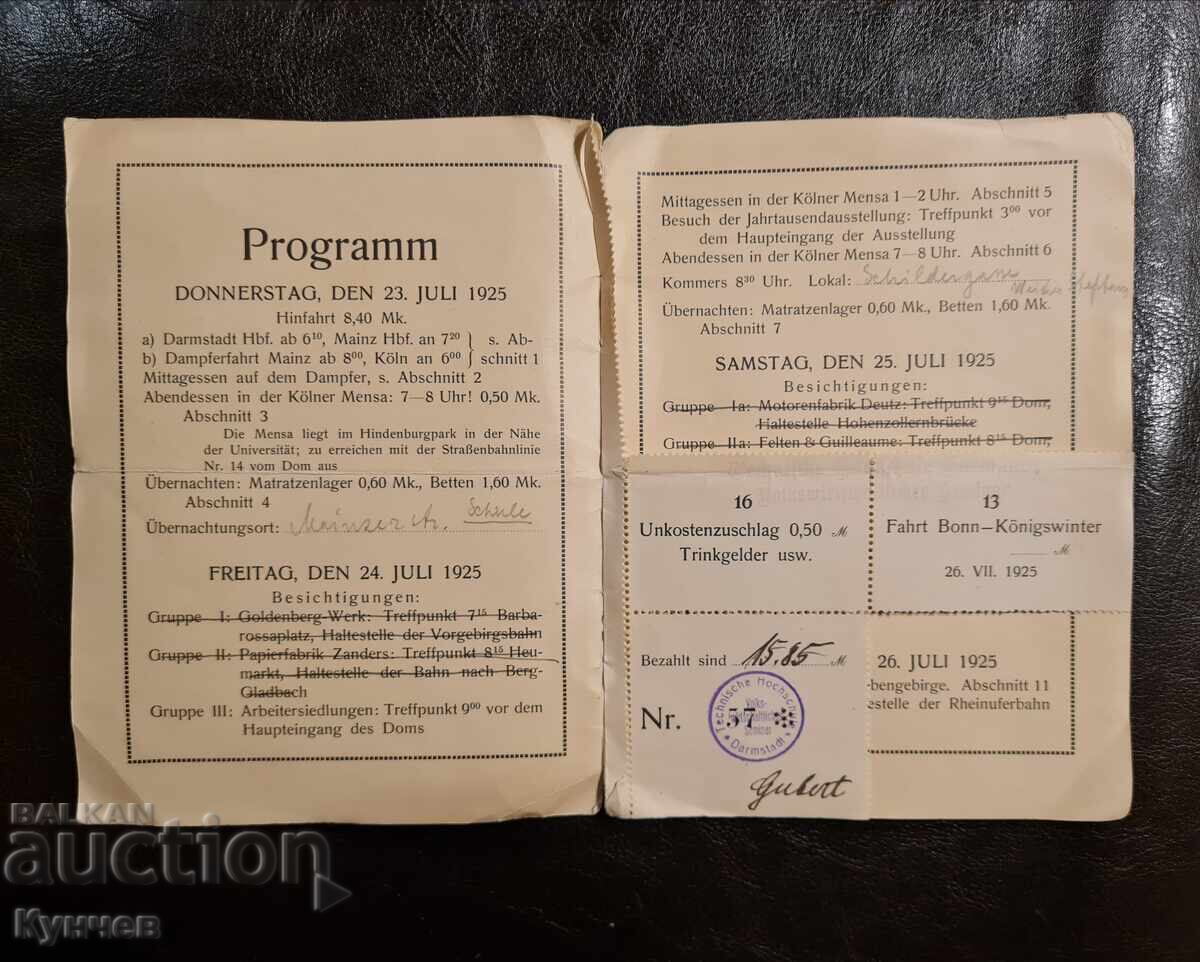 Programm
DONNERSTAG, DEN 23. JULI 1925
Hinfahrt 8,40 Mk.
a) Darmstadt Hbf. ab 6¹⁰, Mainz Hbf. an 7²⁰ } s. Ab-
b) Dampferfahrt Mainz ab 8⁰⁰, Köln an 6⁰⁰ } schnitt 1
Mittagessen auf dem Dampfer, s. Abschnitt 2
Abendessen in der Kölner Mensa: 7—8 Uhr! 0,50 Mk.
Abschnitt 3
Die Mensa liegt im Hindenburgpark in der Nähe
der Universität; zu erreichen mit der Straßenbahnlinie
Nr. 14 vom Dom aus
Übernachten: Matratzenlager 0,60 Mk., Betten 1,60 Mk.
Abschnitt 4
Übernachtungsort: Schule
FREITAG, DEN 24. JULI 1925
Besichtigungen:
Gruppe I: Goldenberg-Werk: Treffpunkt 7¹⁵ Barba-
rossaplatz, Haltestelle der Vorgebirgsbahn
Gruppe II: Papierfabrik Zanders: Treffpunkt 8¹⁵ Heu-
markt, Haltestelle der Bahn nach Berg-
Gladbach
Gruppe III: Arbeitersiedlungen: Treffpunkt 9⁰⁰ vor dem
Haupteingang des Doms
Mittagessen in der Kölner Mensa 1—2 Uhr. Abschnitt 5
Besuch der Jahrtausendausstellung: Treffpunkt 3⁰⁰ vor
dem Haupteingang der Ausstellung
Abendessen in der Kölner Mensa 7—8 Uhr. Abschnitt 6
Kommers 8³⁰ Uhr. Lokal:
Übernachten: Matratzenlager 0,60 Mk., Betten 1,60 Mk.
Abschnitt 7
SAMSTAG, DEN 25. JULI 1925
Besichtigungen:
Gruppe Ia: Motorenfabrik Deutz: Treffpunkt 9¹⁵ Dom,
Haltestelle Hohenzollernbrücke
Gruppe IIa: Felten & Guilleaume: Treffpunkt 8¹⁵ Dom,
16
Unkostenzuschlag 0,50 M
Trinkgelder usw.
13
Fahrt Bonn—Königswinter
M
26. VII. 1925
Bezahlt sind 15.85 M
Nr. 57
Technische Hochschule
Volks-
wirtschaftliches
Seminar
Darmstadt
26. JULI 1925
bengebirge. Abschnitt 11
estelle der Rheinuferbahn
BALKAN
auction
Кунчев